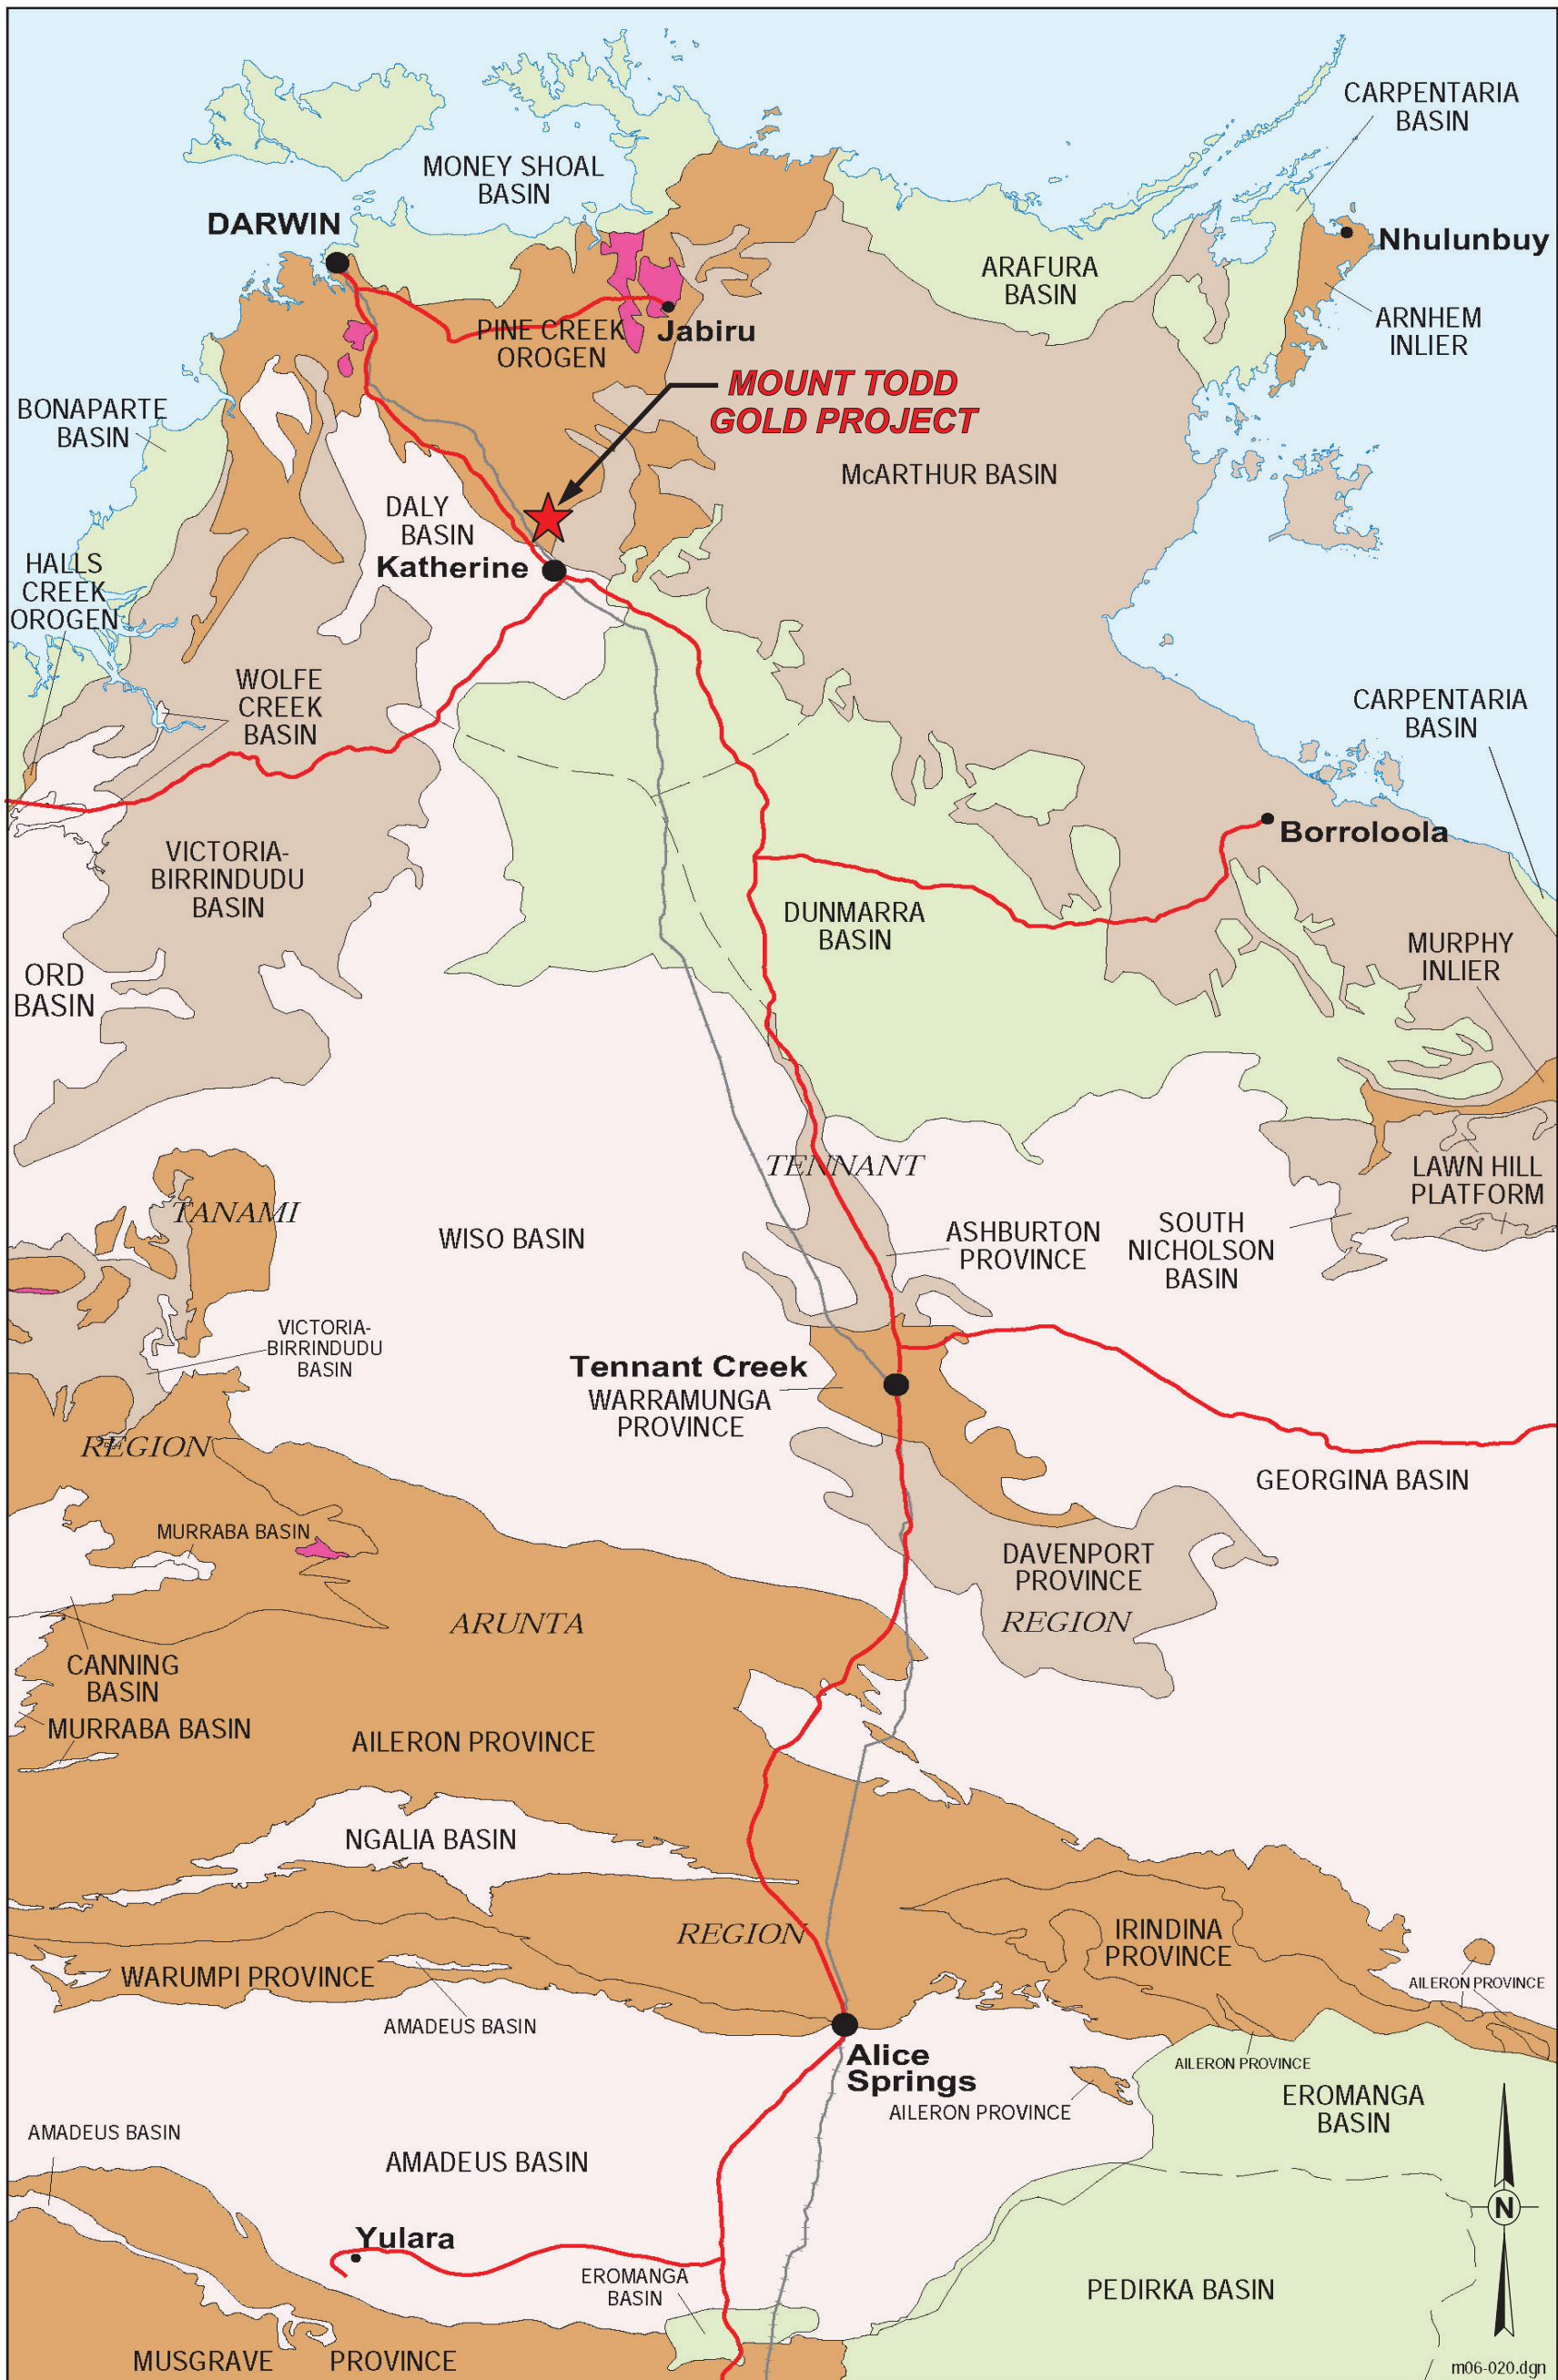 CARPENTARIA
BASIN
MONEY SHOAL
BASIN
DARWIN
Nhulunbuy
ARAFURA
BASIN
ARNHEM
INLIER
PINE CREEK
OROGEN
Jabiru
MOUNT TODD
GOLD PROJECT
BONAPARTE
BASIN
McARTHUR BASIN
DALY
BASIN
HALLS
CREEK
OROGEN
Katherine
WOLFE
CREEK
BASIN
CARPENTARIA
BASIN
Borroloola
VICTORIA-
BIRRINDUDU
BASIN
DUNMARRA
BASIN
MURPHY
INLIER
ORD
BASIN
TENNANT
LAWN HILL
PLATFORM
TANAMI
WISO BASIN
ASHBURTON
PROVINCE
SOUTH
NICHOLSON
BASIN
VICTORIA-
BIRRINDUDU
BASIN
Tennant Creek
WARRAMUNGA
PROVINCE
REGION
GEORGINA BASIN
MURRABA BASIN
DAVENPORT
PROVINCE
REGION
ARUNTA
CANNING
BASIN
MURRABA BASIN
AILERON PROVINCE
NGALIA BASIN
REGION
IRINDINA
PROVINCE
WARUMPI PROVINCE
AILERON PROVINCE
AMADEUS BASIN
Alice
Springs
AILERON PROVINCE
AILERON PROVINCE
EROMANGA
BASIN
AMADEUS BASIN
AMADEUS BASIN
N
Yulara
EROMANGA
BASIN
PEDIRKA BASIN
MUSGRAVE PROVINCE
m06-020.dgn